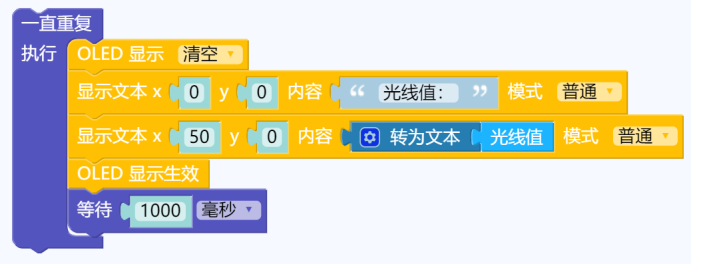 一直重复
执行 OLED 显示 清空
显示文本 x 0 y 0 内容 “ 光线值： ” 模式 普通
显示文本 x 50 y 0 内容 转为文本 光线值 模式 普通
OLED 显示生效
等待 1000 毫秒